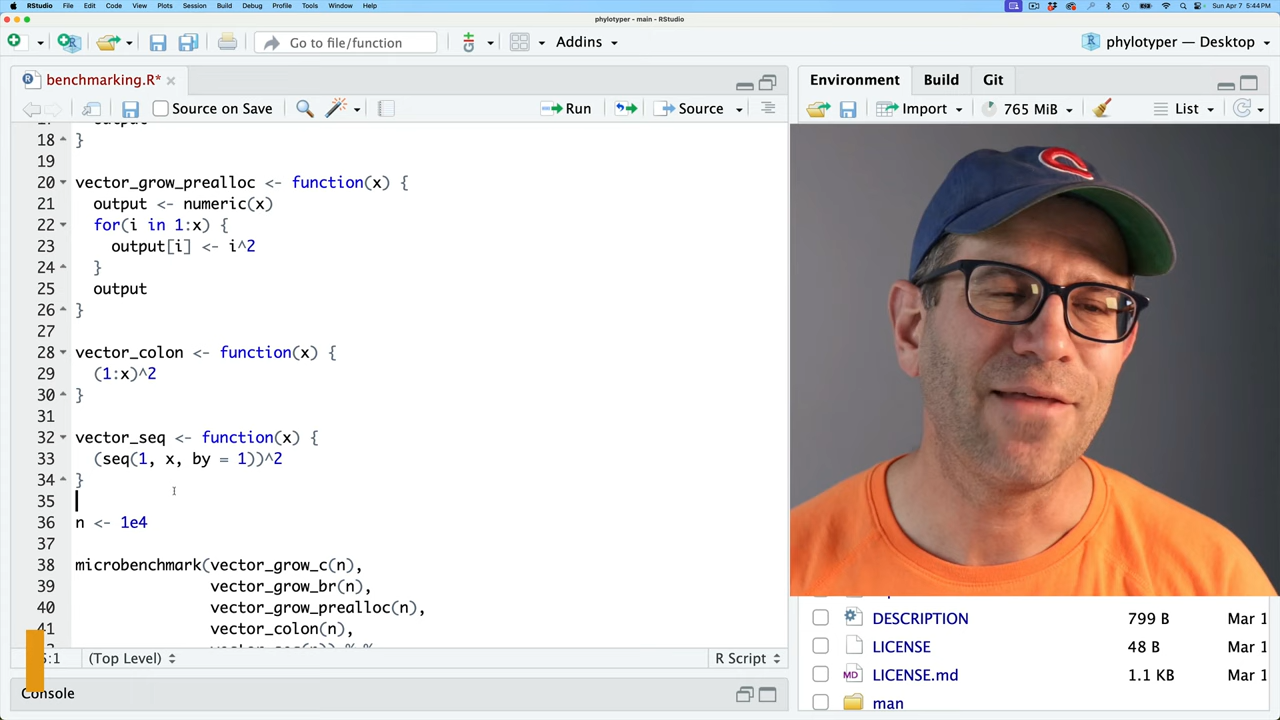 RStudio File Edit Code View Plots Session Build Debug Profile Tools Window Help Sun Apr 7 5:44 PM
phylotyper - main - RStudio
Go to file/function Addins phylotyper — Desktop
benchmarking.R*
Environment Build Git
Source on Save Run Source
Import 765 MiB List
18 }
19
20 vector_grow_prealloc <- function(x) {
21 output <- numeric(x)
22 for(i in 1:x) {
23 output[i] <- i^2
24 }
25 output
26 }
27
28 vector_colon <- function(x) {
29 (1:x)^2
30 }
31
32 vector_seq <- function(x) {
33 (seq(1, x, by = 1))^2
34 }
35
36 n <- 1e4
37
38 microbenchmark(vector_grow_c(n),
39 vector_grow_br(n),
40 vector_grow_prealloc(n),
41 vector_colon(n),
5:1 (Top Level) R Script
Console
DESCRIPTION 799 B Mar 1
LICENSE 48 B Mar 1
LICENSE.md 1.1 KB Mar 1
man